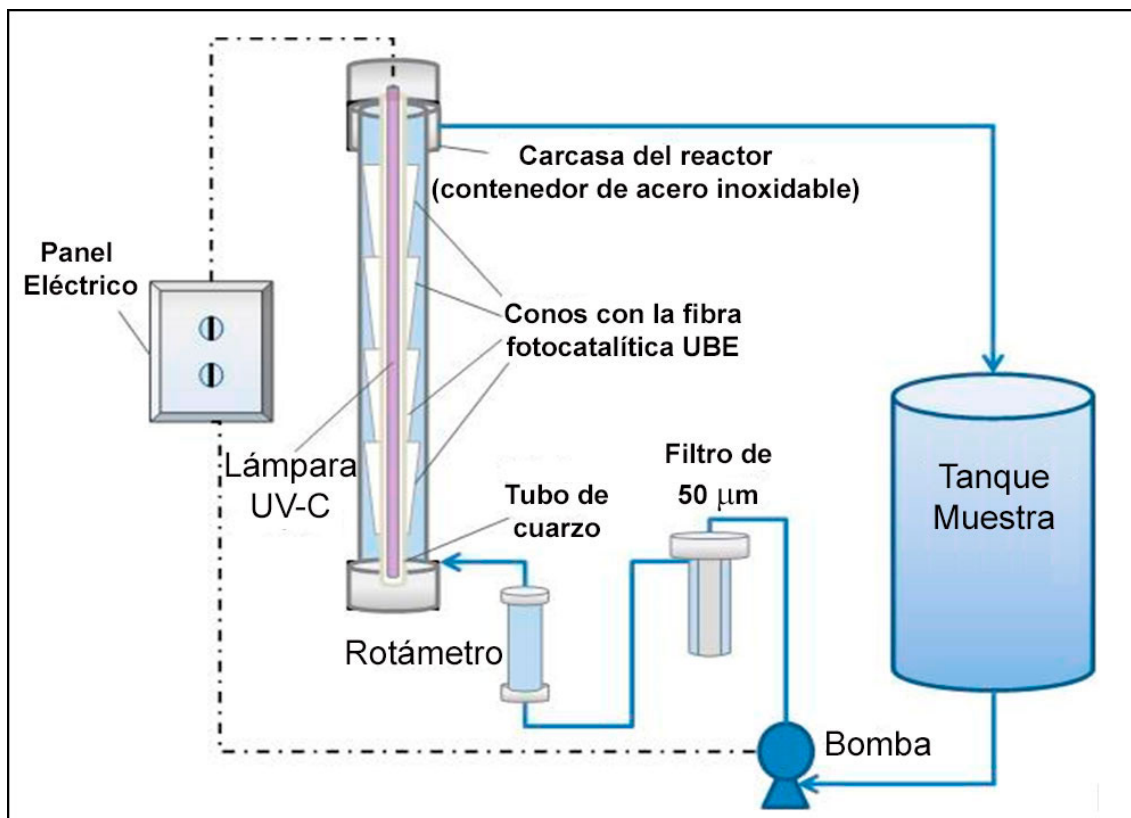 Carcasa del reactor
(contenedor de acero inoxidable)
Panel
Eléctrico
Conos con la fibra
fotocatalítica UBE
Lámpara
UV-C
Tubo de
cuarzo
Filtro de
50 μm
Tanque
Muestra
Rotámetro
Bomba